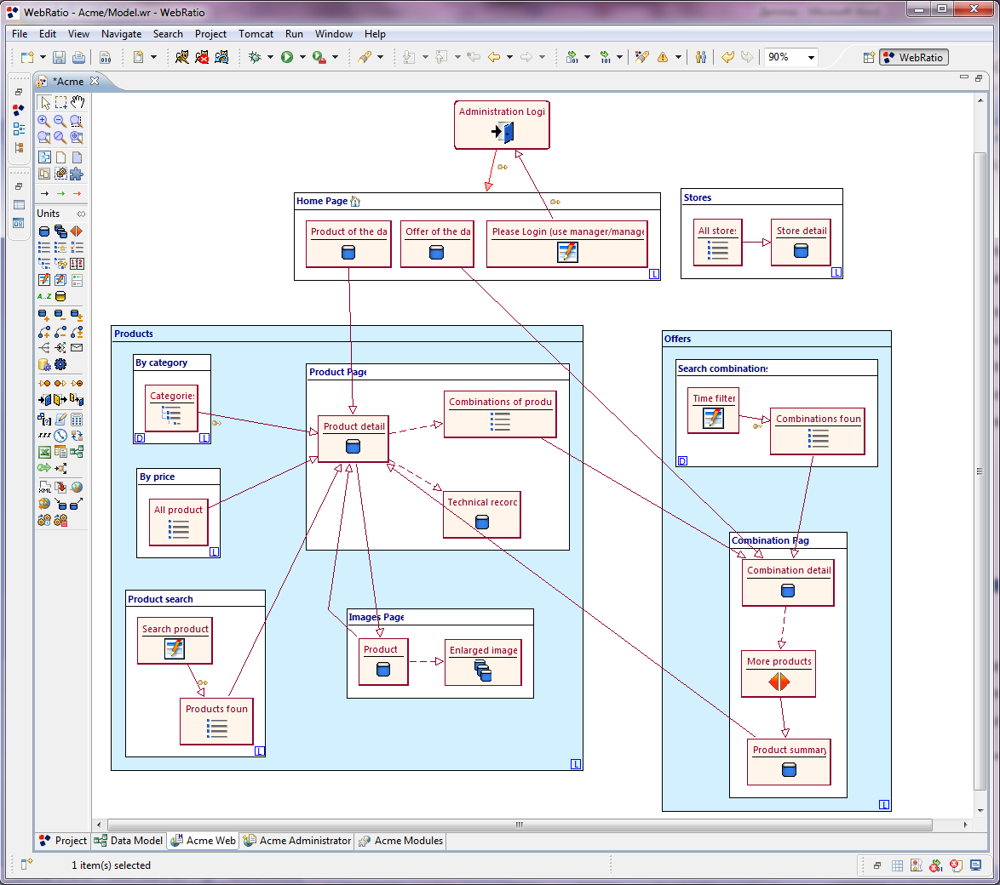 WebRatio - Acme/Model.wr - WebRatio
File Edit View Navigate Search Project Tomcat Run Window Help
90%
WebRatio
*Acme
Administration Logi
Units
Home Page
Product of the da
Offer of the da
Please Login (use manager/manage
L
Stores
All stores
Store detail
L
Products
By category
Categories
D
L
Product Page
Product detail
Combinations of produ
Technical record
By price
All product
L
Product search
Search product
Products foun
L
Images Page
Product
Enlarged image
L
Offers
Search combinations
Time filter
Combinations foun
D
Combination Pag
Combination detail
More products
Product summary
L
A..Z
XML
Project Data Model Acme Web Acme Administrator Acme Modules
1 item(s) selected